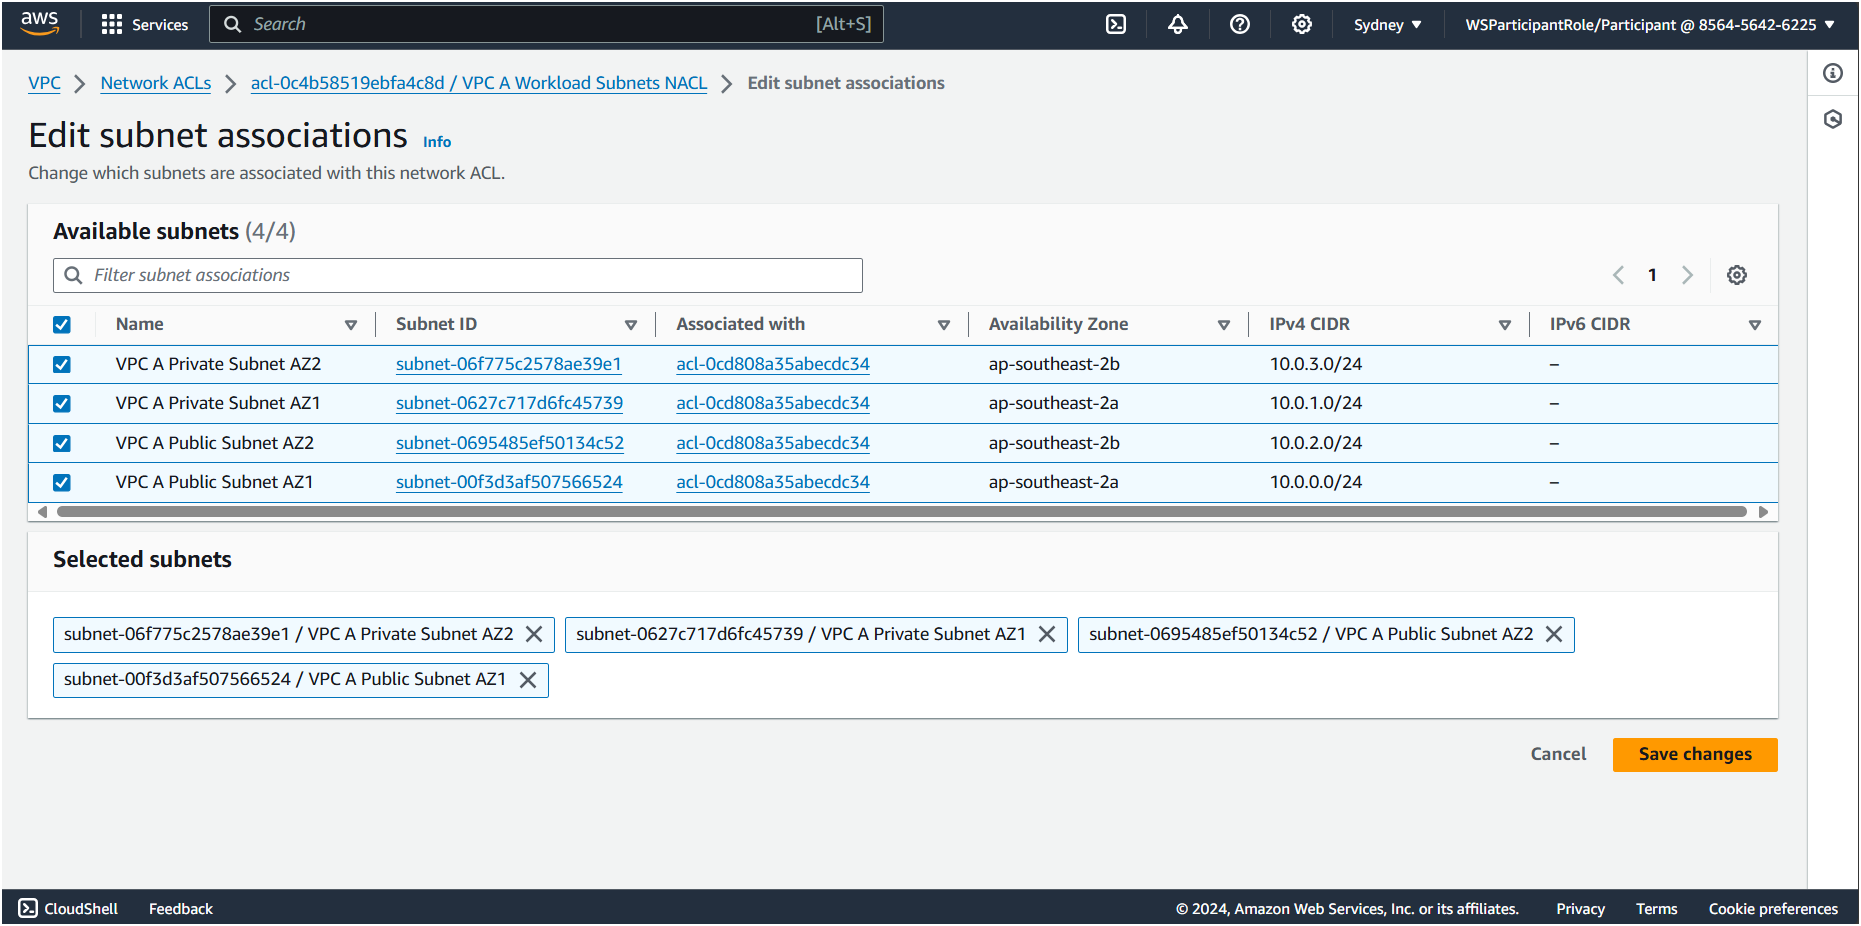 aws Services Search [Alt+S] Sydney WSParticipantRole/Participant @ 8564-5642-6225
VPC Network ACLs acl-0c4b58519ebfa4c8d / VPC A Workload Subnets NACL Edit subnet associations
Edit subnet associations Info
Change which subnets are associated with this network ACL.
Available subnets (4/4)
Filter subnet associations 1
Name Subnet ID Associated with Availability Zone IPv4 CIDR IPv6 CIDR
VPC A Private Subnet AZ2 subnet-06f775c2578ae39e1 acl-0cd808a35abecdc34 ap-southeast-2b 10.0.3.0/24 –
VPC A Private Subnet AZ1 subnet-0627c717d6fc45739 acl-0cd808a35abecdc34 ap-southeast-2a 10.0.1.0/24 –
VPC A Public Subnet AZ2 subnet-0695485ef50134c52 acl-0cd808a35abecdc34 ap-southeast-2b 10.0.2.0/24 –
VPC A Public Subnet AZ1 subnet-00f3d3af507566524 acl-0cd808a35abecdc34 ap-southeast-2a 10.0.0.0/24 –
Selected subnets
subnet-06f775c2578ae39e1 / VPC A Private Subnet AZ2 subnet-0627c717d6fc45739 / VPC A Private Subnet AZ1 subnet-0695485ef50134c52 / VPC A Public Subnet AZ2
subnet-00f3d3af507566524 / VPC A Public Subnet AZ1
Cancel Save changes
CloudShell Feedback © 2024, Amazon Web Services, Inc. or its affiliates. Privacy Terms Cookie preferences